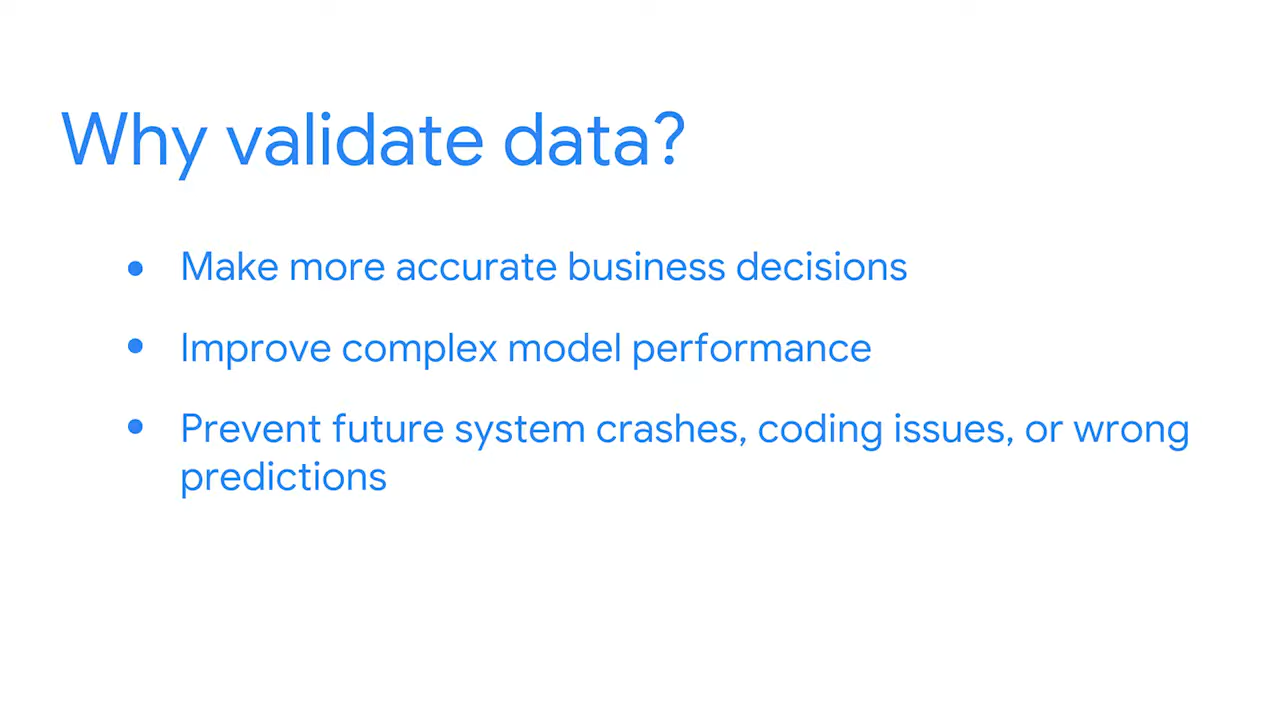 Why validate data?
• Make more accurate business decisions
• Improve complex model performance
• Prevent future system crashes, coding issues, or wrong
predictions